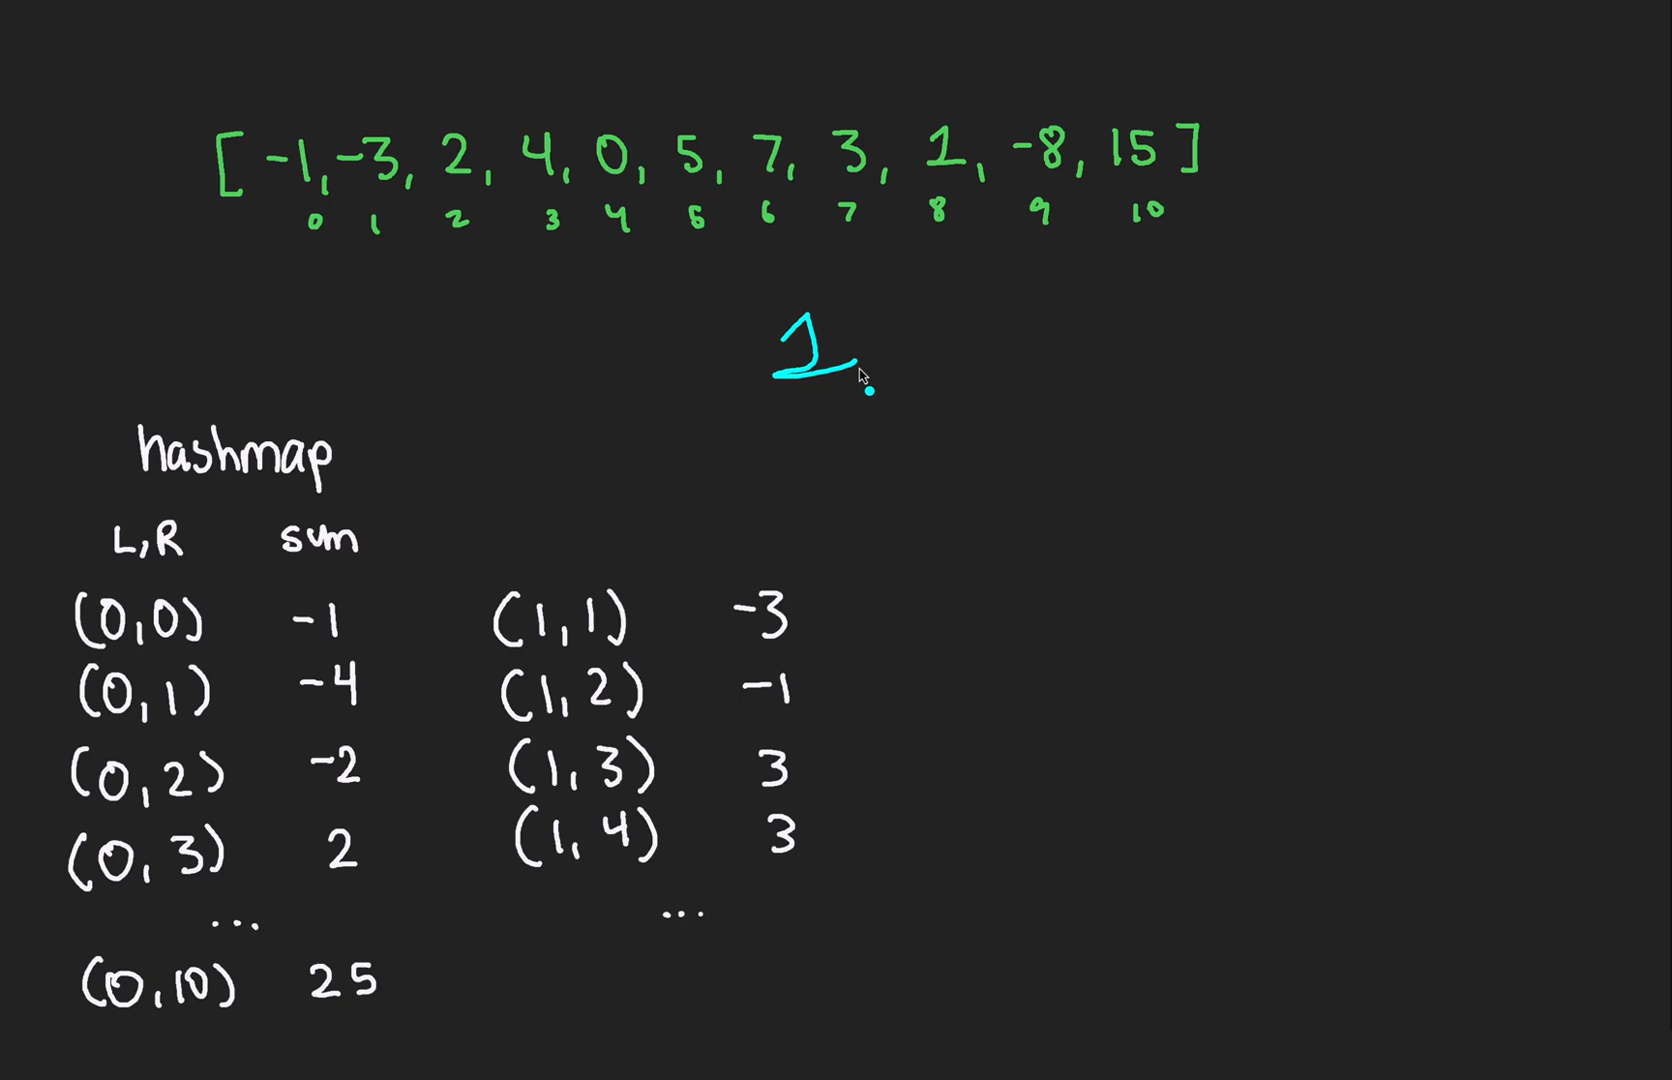 [ -1, -3, 2, 4, 0, 5, 7, 3, 1, -8, 15 ]
0 1 2 3 4 5 6 7 8 9 10
1
hashmap
L,R sum
(0,0) -1 (1,1) -3
(0,1) -4 (1,2) -1
(0,2) -2 (1,3) 3
(0,3) 2 (1,4) 3
... ...
(0,10) 25